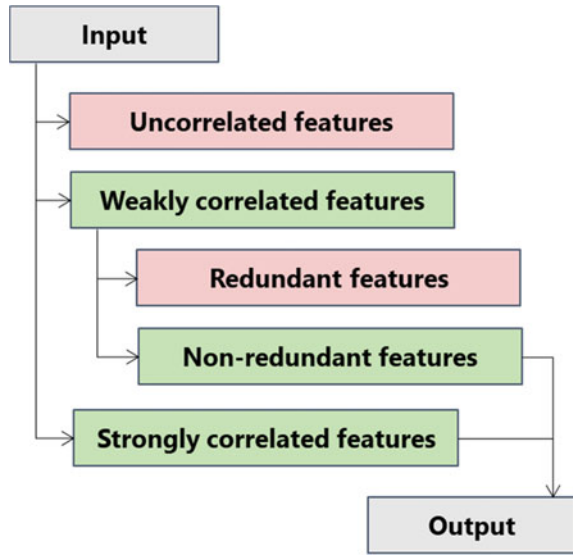 Input
Uncorrelated features
Weakly correlated features
Redundant features
Non-redundant features
Strongly correlated features
Output